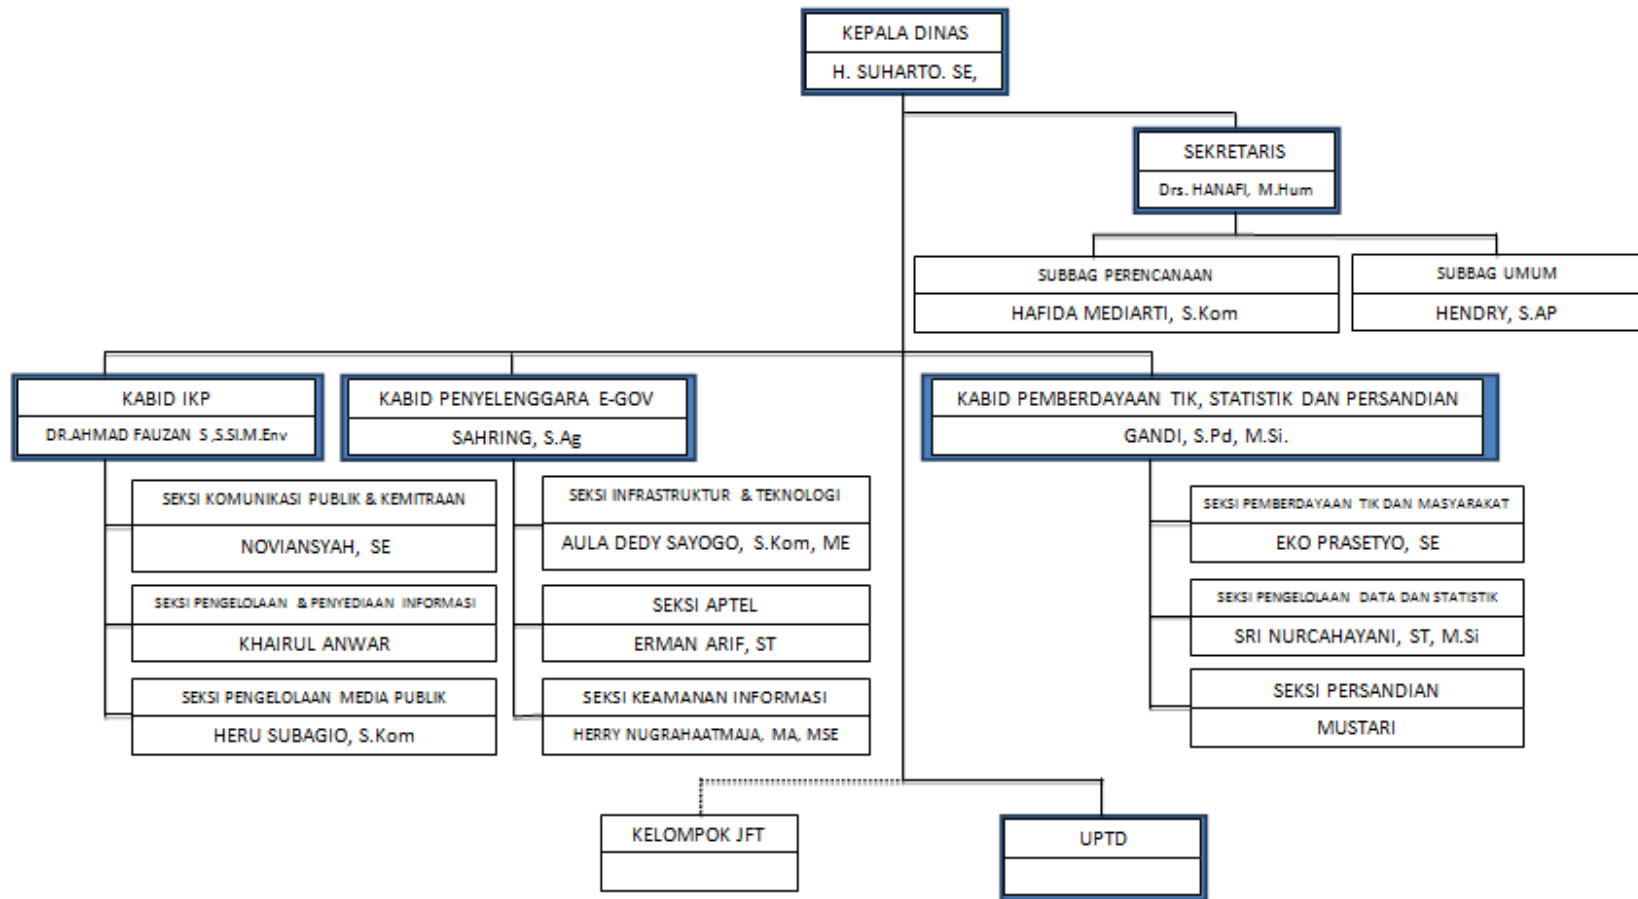 KEPALA DINAS
H. SUHARTO. SE,
SEKRETARIS
Drs. HANAFI, M.Hum
SUBBAG PERENCANAAN
HAFIDA MEDIARTI, S.Kom
SUBBAG UMUM
HENDRY, S.AP
KABID IKP
DR.AHMAD FAUZAN S ,S.SI.M.Env
KABID PENYELENGGARA E-GOV
SAHRING, S.Ag
KABID PEMBERDAYAAN TIK, STATISTIK DAN PERSANDIAN
GANDI, S.Pd, M.Si.
SEKSI KOMUNIKASI PUBLIK & KEMITRAAN
NOVIANSYAH, SE
SEKSI PENGELOLAAN & PENYEDIAAN INFORMASI
KHAIRUL ANWAR
SEKSI PENGELOLAAN MEDIA PUBLIK
HERU SUBAGIO, S.Kom
SEKSI INFRASTRUKTUR & TEKNOLOGI
AULA DEDY SAYOGO, S.Kom, ME
SEKSI APTEL
ERMAN ARIF, ST
SEKSI KEAMANAN INFORMASI
HERRY NUGRAHAATMAJA, MA, MSE
SEKSI PEMBERDAYAAN TIK DAN MASYARAKAT
EKO PRASETYO, SE
SEKSI PENGELOLAAN DATA DAN STATISTIK
SRI NURCAHAYANI, ST, M.Si
SEKSI PERSANDIAN
MUSTARI
KELOMPOK JFT
UPTD